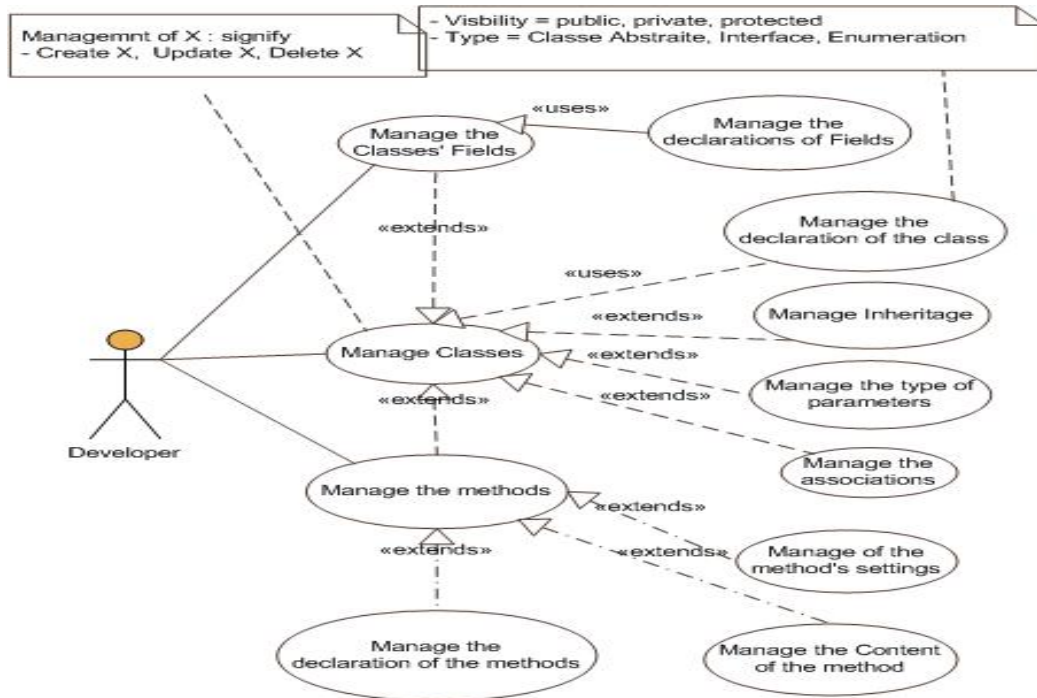 Managemnt of X : signify
- Create X, Update X, Delete X
- Visbility = public, private, protected
- Type = Classe Abstraite, Interface, Enumeration
«uses»
Manage the
Classes' Fields
Manage the
declarations of Fields
«extends»
Manage the
declaration of the class
«uses»
«extends»
Manage Inheritage
Manage Classes
«extends»
Manage the type of
parameters
«extends»
«extends»
Developer
Manage the
associations
Manage the methods
«extends»
«extends»
«extends»
Manage of the
method's settings
Manage the
declaration of the methods
Manage the Content
of the method